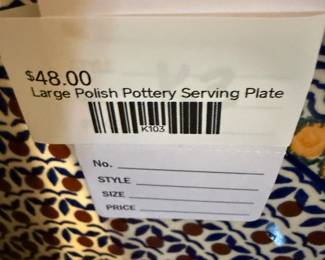 $48.00
Large Polish Pottery Serving Plate
K103
No.
STYLE
SIZE
PRICE